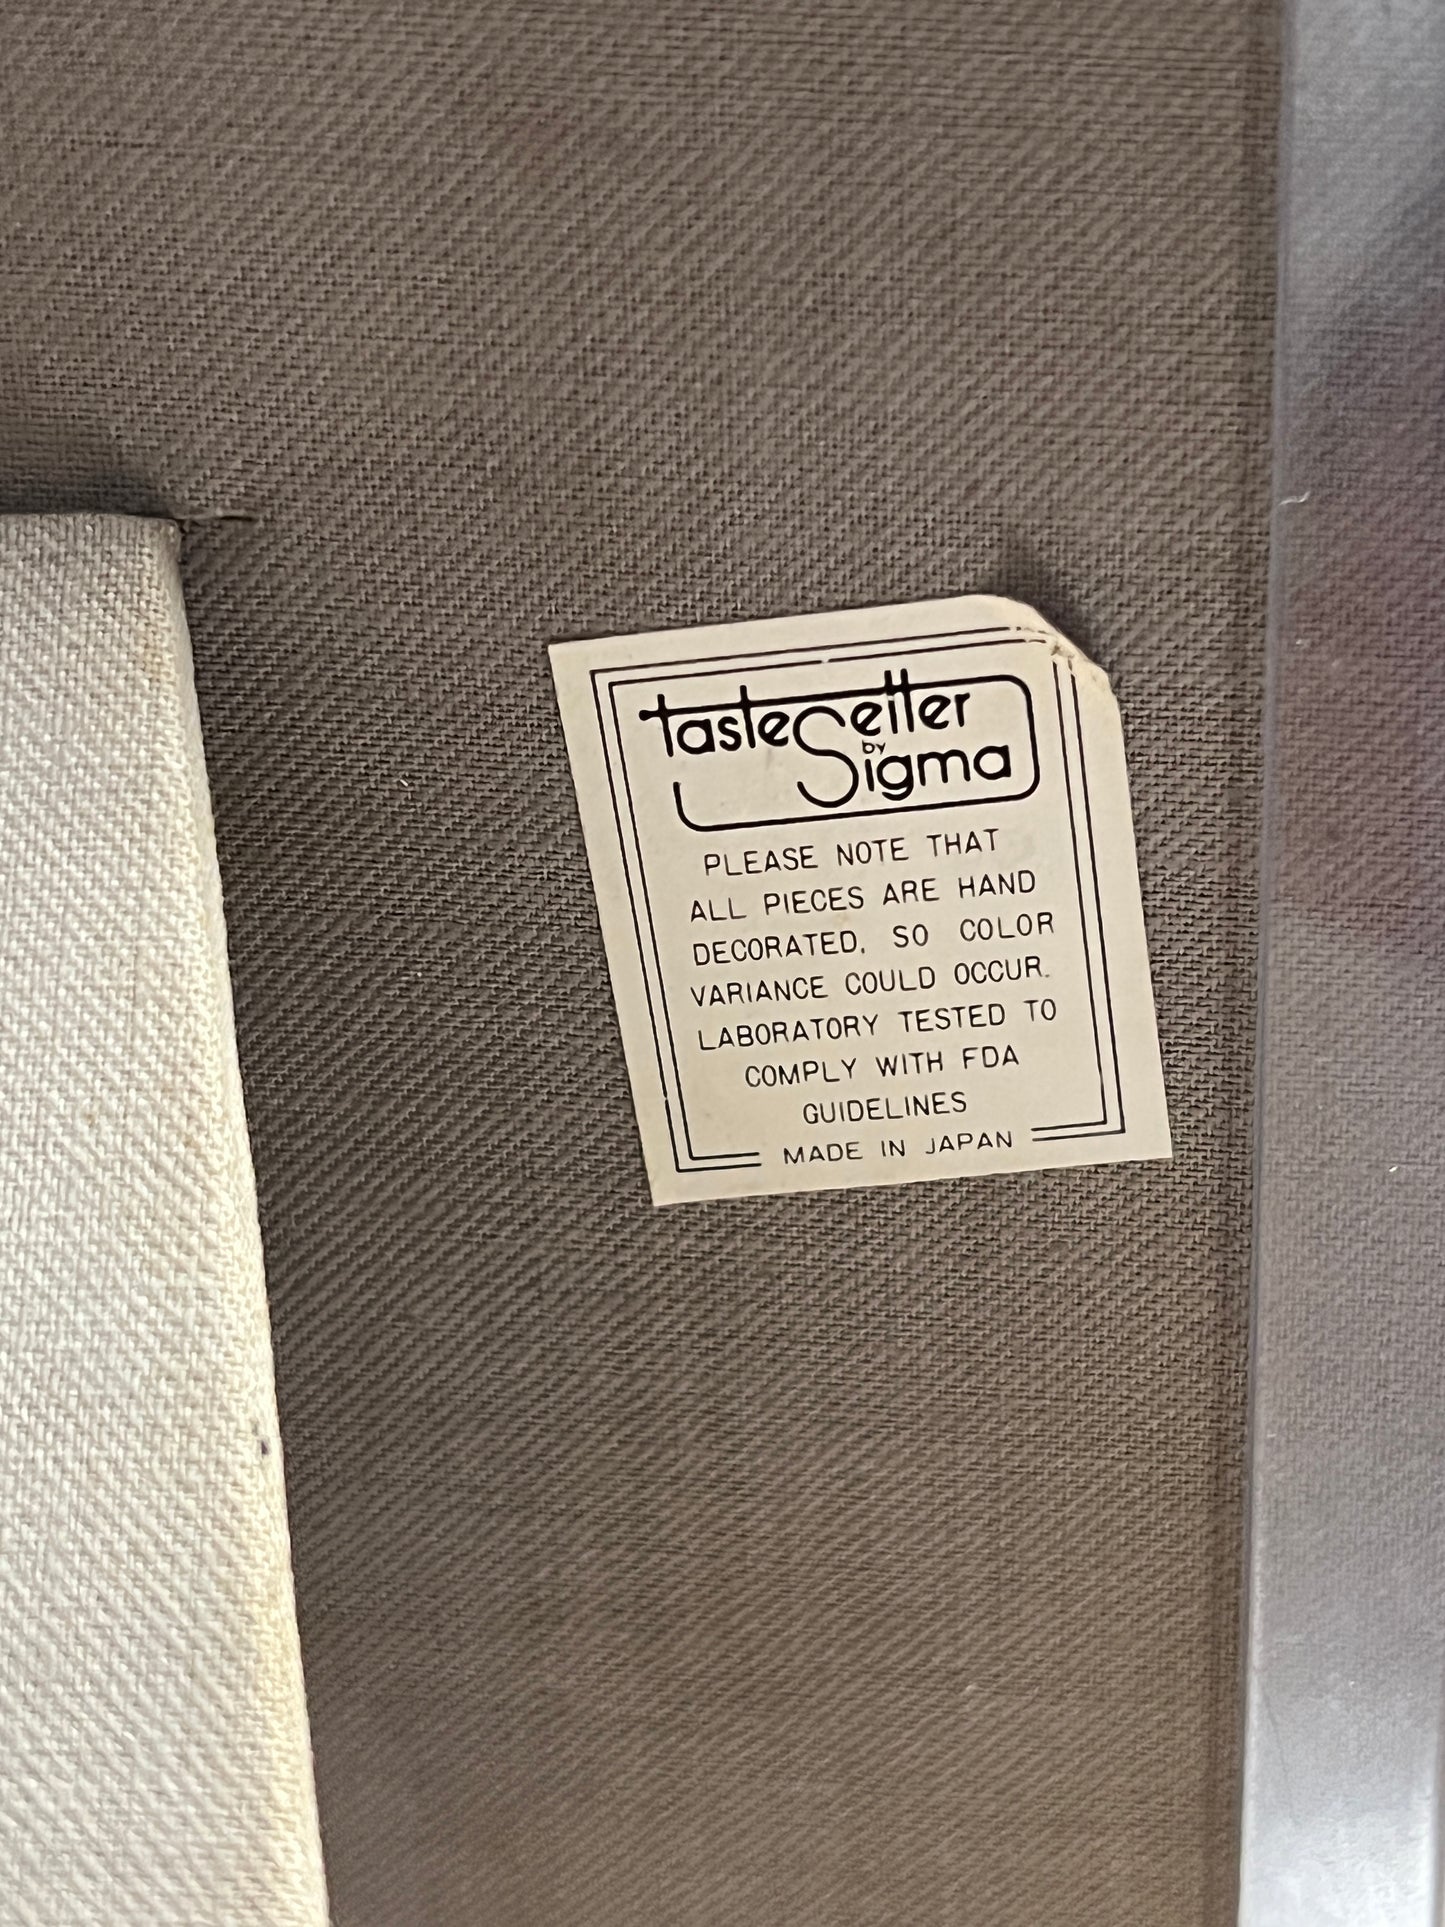 tasteSetter
by
Sigma
PLEASE NOTE THAT
ALL PIECES ARE HAND
DECORATED, SO COLOR
VARIANCE COULD OCCUR.
LABORATORY TESTED TO
COMPLY WITH FDA
GUIDELINES
MADE IN JAPAN